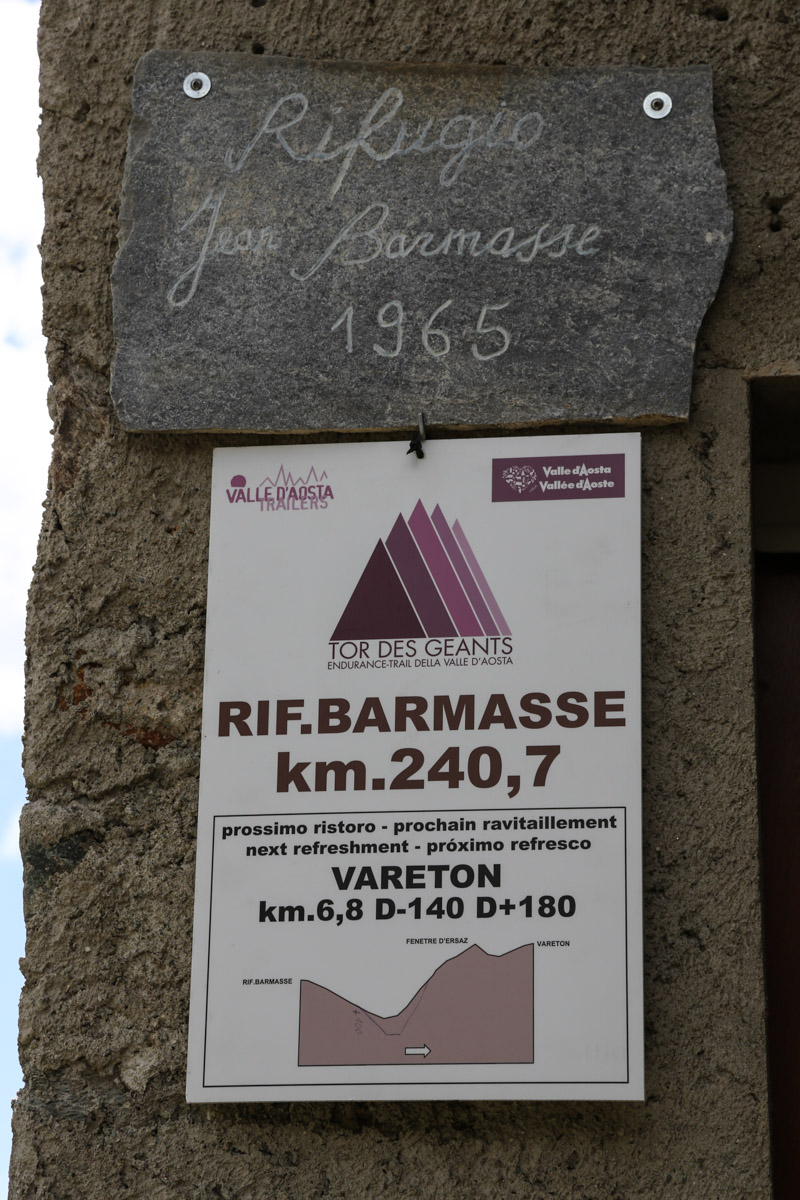 Rifugio
Jean Barmasse
1965
VALLE D'AOSTA
TRAILERS
Valle d'Aosta
Vallée d'Aoste
TOR DES GEANTS
ENDURANCE-TRAIL DELLA VALLE D'AOSTA
RIF.BARMASSE
km.240,7
prossimo ristoro - prochain ravitaillement
next refreshment - próximo refresco
VARETON
km.6,8 D-140 D+180
FENETRE D'ERSAZ
VARETON
RIF.BARMASSE